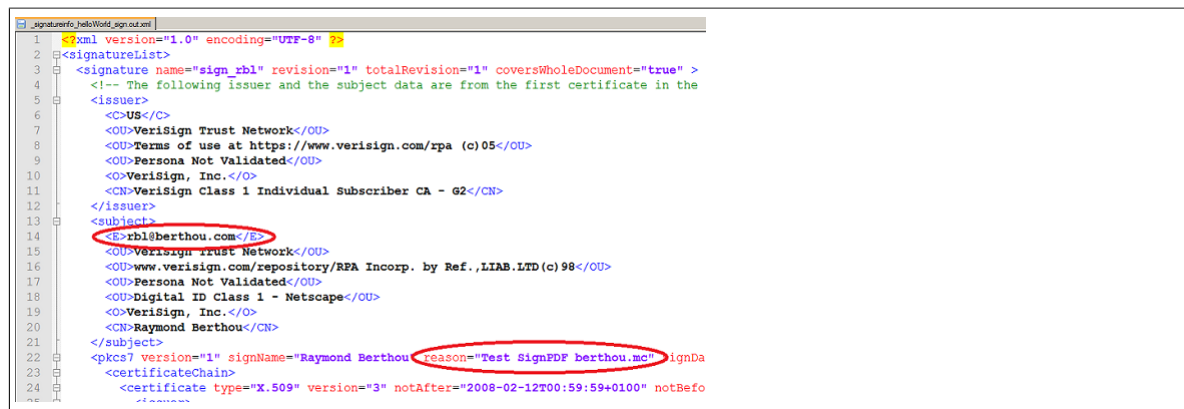 _signatureinfo_helloWorld_sign.out.xml
1 <?xml version="1.0" encoding="UTF-8" ?>
2 <signatureList>
3 <signature name="sign_rbl" revision="1" totalRevision="1" coversWholeDocument="true" >
4 <!-- The following issuer and the subject data are from the first certificate in the
5 <issuer>
6 <C>US</C>
7 <OU>VeriSign Trust Network</OU>
8 <OU>Terms of use at https://www.verisign.com/rpa (c)05</OU>
9 <OU>Persona Not Validated</OU>
10 <O>VeriSign, Inc.</O>
11 <CN>VeriSign Class 1 Individual Subscriber CA - G2</CN>
12 </issuer>
13 <subject>
14 <E>rbl@berthou.com</E>
15 <OU>VeriSign Trust Network</OU>
16 <OU>www.verisign.com/repository/RPA Incorp. by Ref.,LIAB.LTD(c)98</OU>
17 <OU>Persona Not Validated</OU>
18 <OU>Digital ID Class 1 - Netscape</OU>
19 <O>VeriSign, Inc.</O>
20 <CN>Raymond Berthou</CN>
21 </subject>
22 <pkcs7 version="1" signName="Raymond Berthou" reason="Test SignPDF berthou.mc" signDa
23 <certificateChain>
24 <certificate type="X.509" version="3" notAfter="2008-02-12T00:59:59+0100" notBefo
25 <issuer>